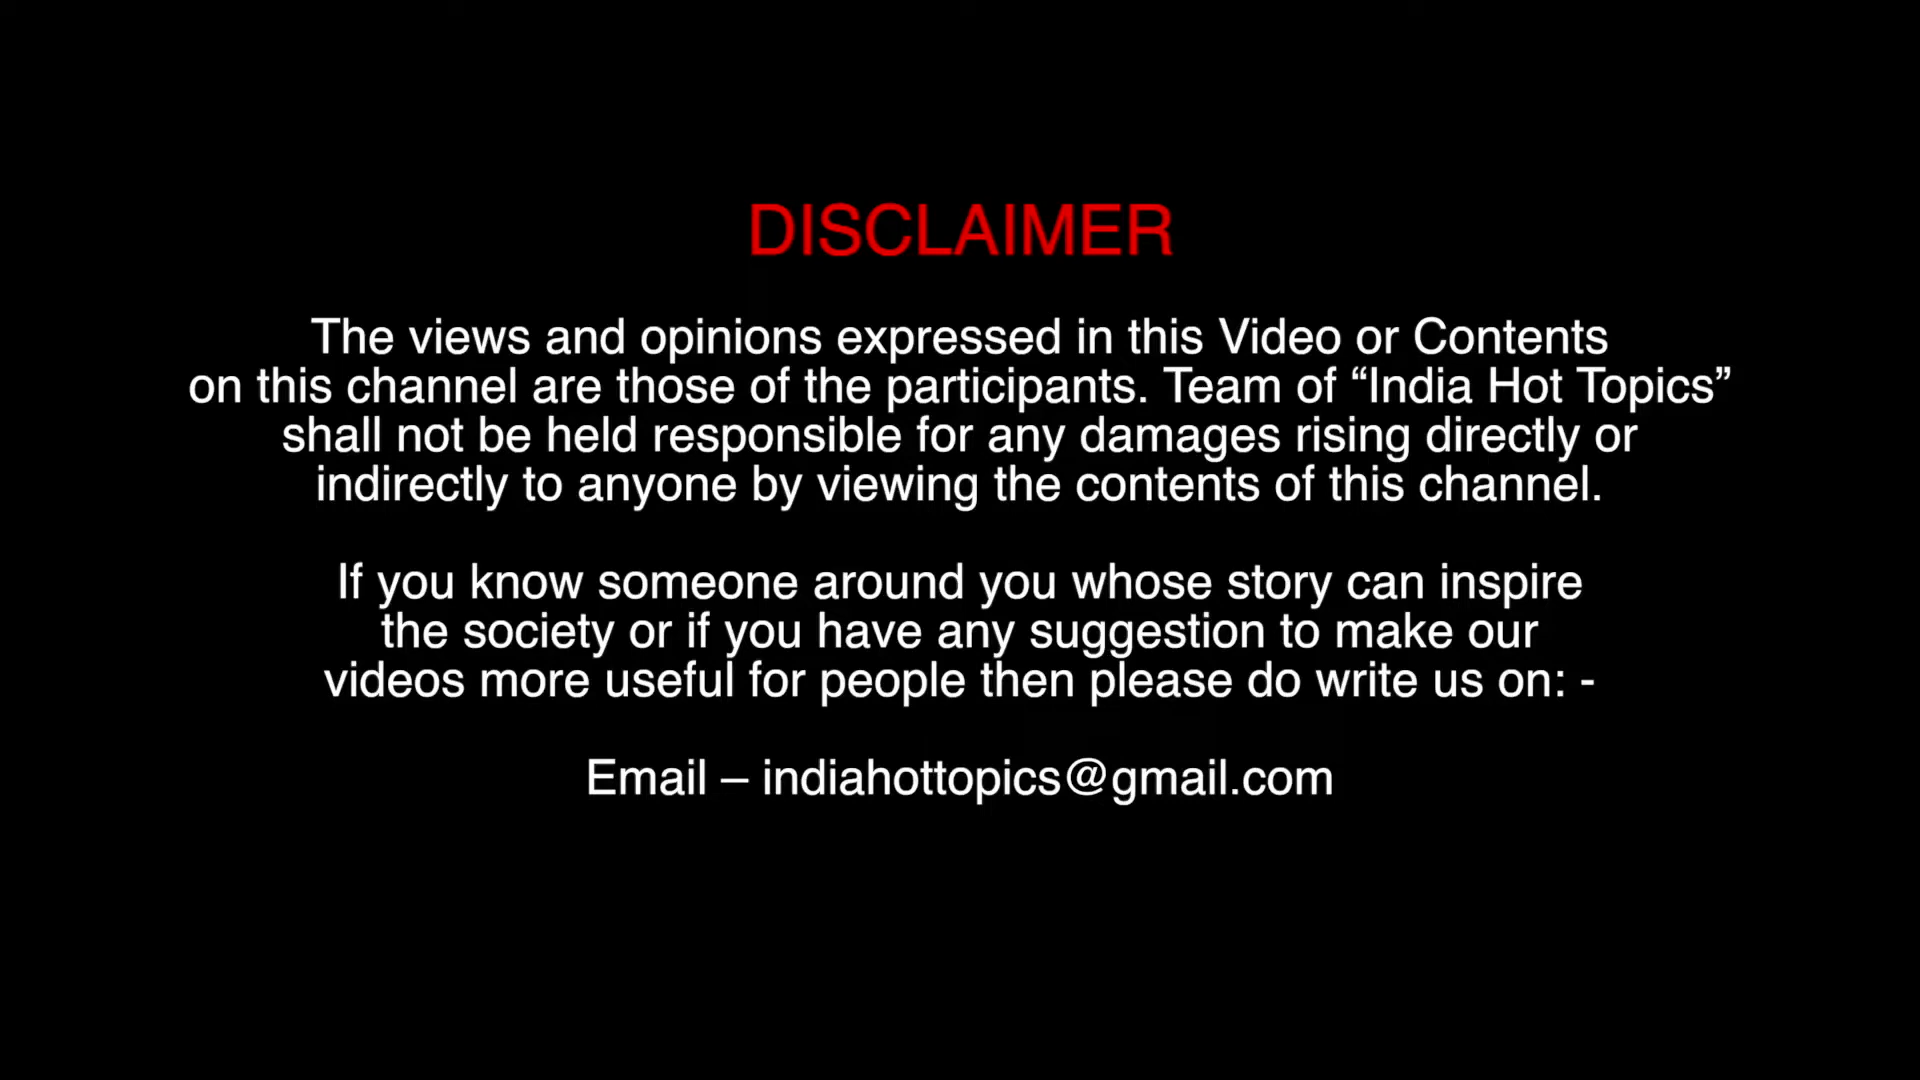 DISCLAIMER
The views and opinions expressed in this Video or Contents
on this channel are those of the participants. Team of “India Hot Topics”
shall not be held responsible for any damages rising directly or
indirectly to anyone by viewing the contents of this channel.
If you know someone around you whose story can inspire
the society or if you have any suggestion to make our
videos more useful for people then please do write us on: -
Email – indiahottopics@gmail.com